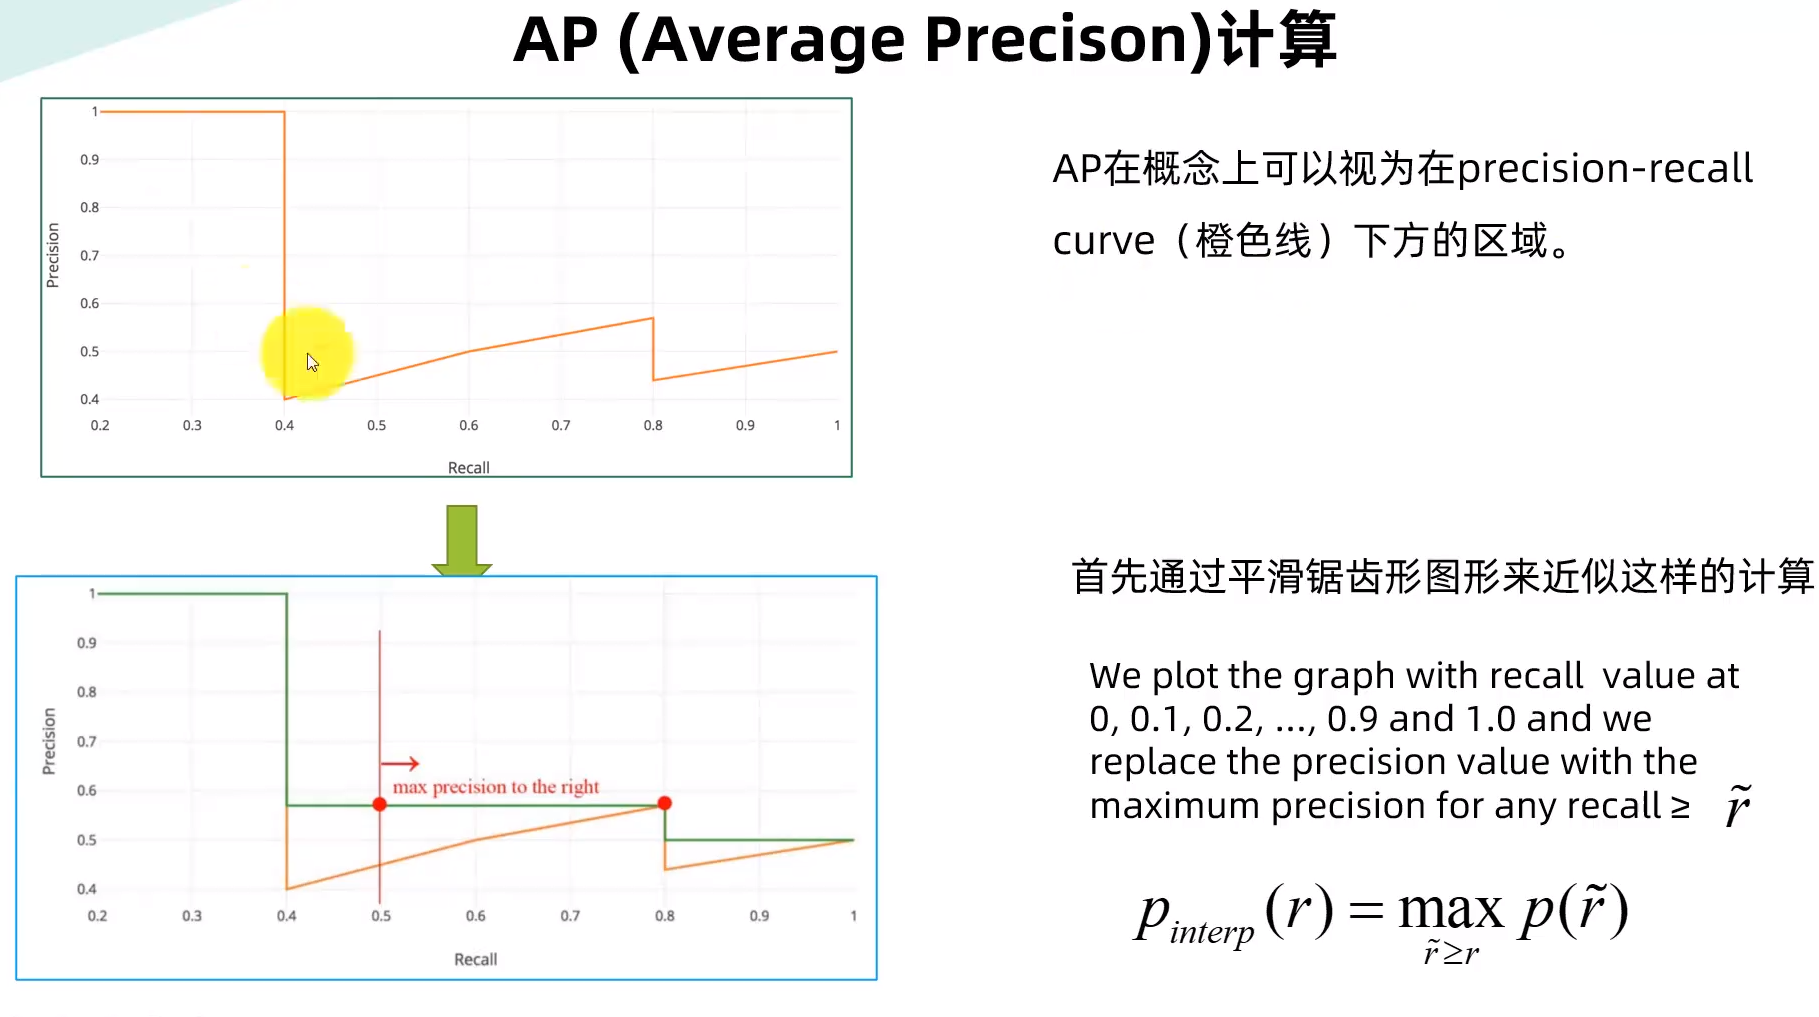 AP (Average Precison)计算
1
0.9
0.8
0.7
0.6
0.5
0.4
Precision
0.2 0.3 0.4 0.5 0.6 0.7 0.8 0.9 1
Recall
AP在概念上可以视为在precision-recall
curve（橙色线）下方的区域。
1
0.9
0.8
0.7
0.6
0.5
0.4
Precision
max precision to the right
0.2 0.3 0.4 0.5 0.6 0.7 0.8 0.9 1
Recall
首先通过平滑锯齿形图形来近似这样的计算
We plot the graph with recall value at
0, 0.1, 0.2, ..., 0.9 and 1.0 and we
replace the precision value with the
maximum precision for any recall ≥ r̃
p_interp(r) = max p(r̃)
r̃≥r